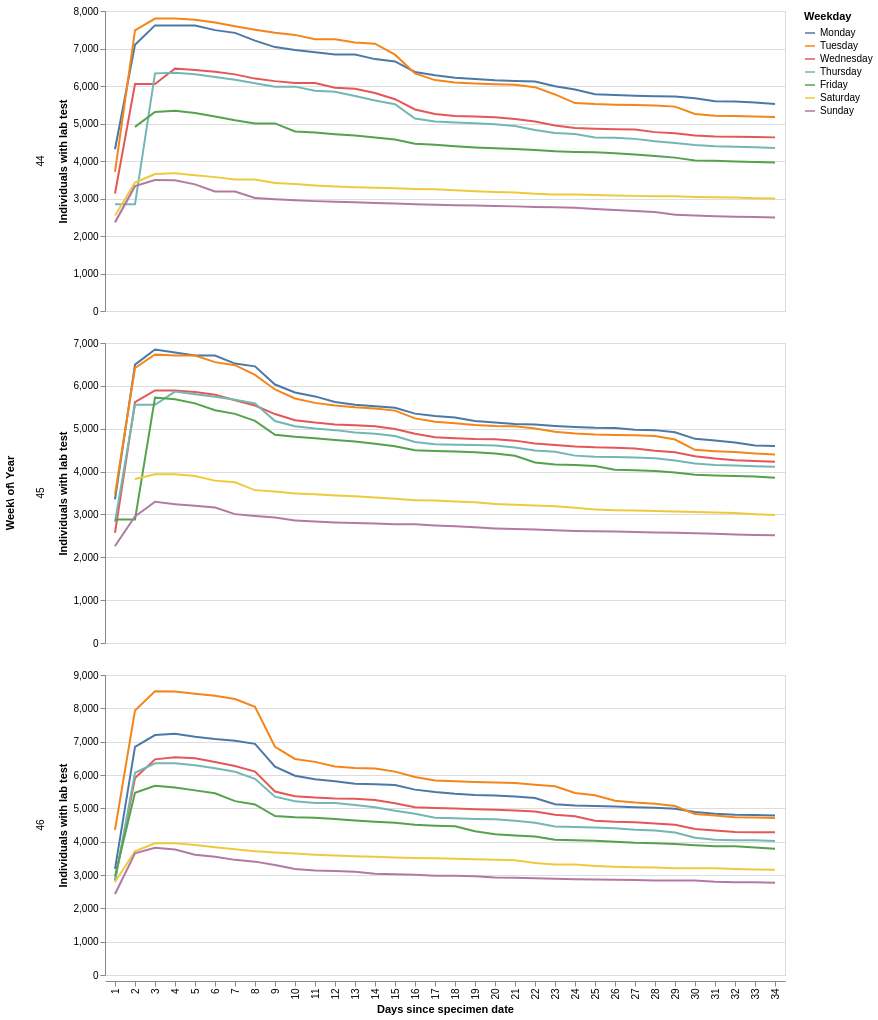 Weekday
Monday
Tuesday
Wednesday
Thursday
Friday
Saturday
Sunday
Week\ of\ Year
44
Individuals with lab test
8,000
7,000
6,000
5,000
4,000
3,000
2,000
1,000
0
45
Individuals with lab test
7,000
6,000
5,000
4,000
3,000
2,000
1,000
0
46
Individuals with lab test
9,000
8,000
7,000
6,000
5,000
4,000
3,000
2,000
1,000
0
1 2 3 4 5 6 7 8 9 10 11 12 13 14 15 16 17 18 19 20 21 22 23 24 25 26 27 28 29 30 31 32 33 34
Days since specimen date